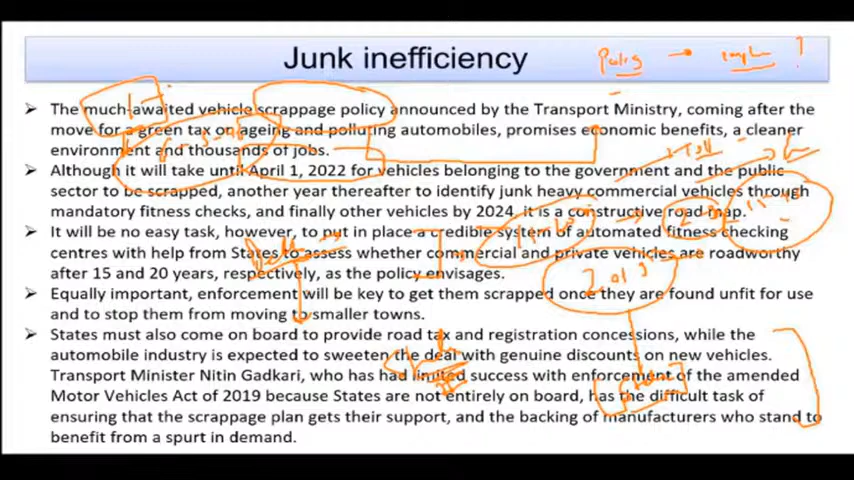 Junk inefficiency
Policy → impl ?
➢ The much-awaited vehicle scrappage policy announced by the Transport Ministry, coming after the
move for a green tax on ageing and polluting automobiles, promises economic benefits, a cleaner
environment and thousands of jobs.
➢ Although it will take until April 1, 2022 for vehicles belonging to the government and the public
sector to be scrapped, another year thereafter to identify junk heavy commercial vehicles through
mandatory fitness checks, and finally other vehicles by 2024, it is a constructive road map.
➢ It will be no easy task, however, to put in place a credible system of automated fitness checking
centres with help from States to assess whether commercial and private vehicles are roadworthy
after 15 and 20 years, respectively, as the policy envisages.
➢ Equally important, enforcement will be key to get them scrapped once they are found unfit for use
and to stop them from moving to smaller towns.
➢ States must also come on board to provide road tax and registration concessions, while the
automobile industry is expected to sweeten the deal with genuine discounts on new vehicles.
Transport Minister Nitin Gadkari, who has had limited success with enforcement of the amended
Motor Vehicles Act of 2019 because States are not entirely on board, has the difficult task of
ensuring that the scrappage plan gets their support, and the backing of manufacturers who stand to
benefit from a spurt in demand.
2019